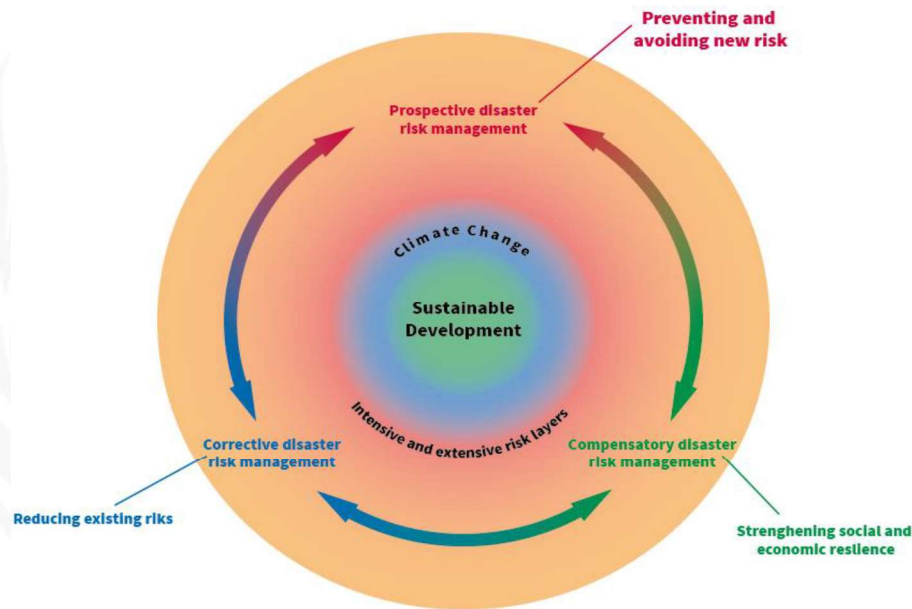 Preventing and
avoiding new risk
Prospective disaster
risk management
Climate Change
Sustainable
Development
Intensive and extensive risk layers
Corrective disaster
risk management
Compensatory disaster
risk management
Reducing existing riks
Strenghening social and
economic reslience